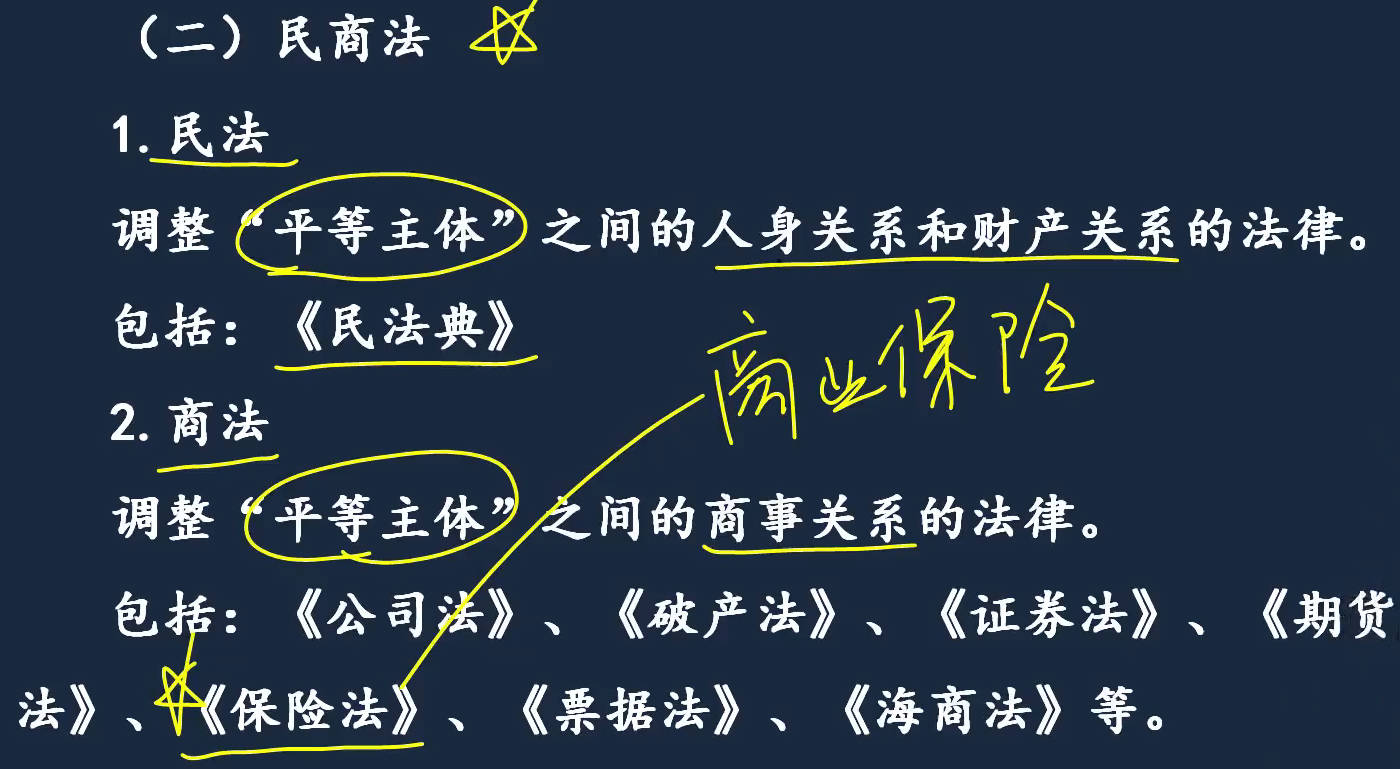 （二）民商法
1. 民法
调整“平等主体”之间的人身关系和财产关系的法律。
包括：《民法典》
商业保险
2. 商法
调整“平等主体”之间的商事关系的法律。
包括：《公司法》、《破产法》、《证券法》、《期货
法》、《保险法》、《票据法》、《海商法》等。